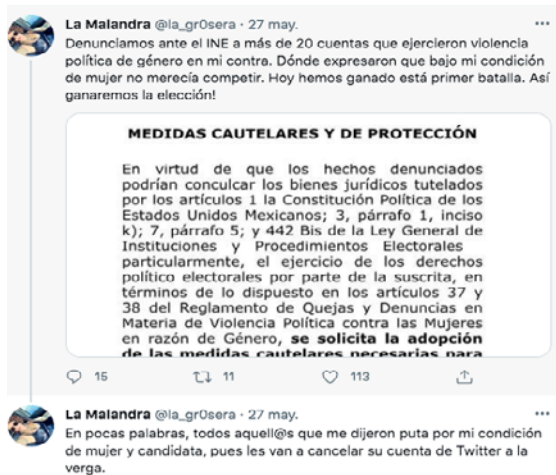 La Malandra @la_gr0sera · 27 may.
Denunciamos ante el INE a más de 20 cuentas que ejercieron violencia
política de género en mi contra. Dónde expresaron que bajo mi condición
de mujer no merecía competir. Hoy hemos ganado está primer batalla. Así
ganaremos la elección!
MEDIDAS CAUTELARES Y DE PROTECCIÓN
En virtud de que los hechos denunciados
podrían conculcar los bienes jurídicos tutelados
por los artículos 1 la Constitución Política de los
Estados Unidos Mexicanos; 3, párrafo 1, inciso
k); 7, párrafo 5; y 442 Bis de la Ley General de
Instituciones y Procedimientos Electorales
particularmente, el ejercicio de los derechos
político electorales por parte de la suscrita, en
términos de lo dispuesto en los artículos 37 y
38 del Reglamento de Quejas y Denuncias en
Materia de Violencia Política contra las Mujeres
en razón de Género, se solicita la adopción
de las medidas cautelares necesarias para
15 11 113
La Malandra @la_gr0sera · 27 may.
En pocas palabras, todos aquell@s que me dijeron puta por mi condición
de mujer y candidata, pues les van a cancelar su cuenta de Twitter a la
verga.